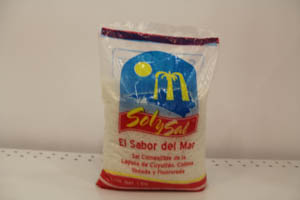 Sol y Sal
El Sabor del Mar
Sal Comestible de la
Laguna de Cuyutlán, Colima
Yodada y Fluorurada